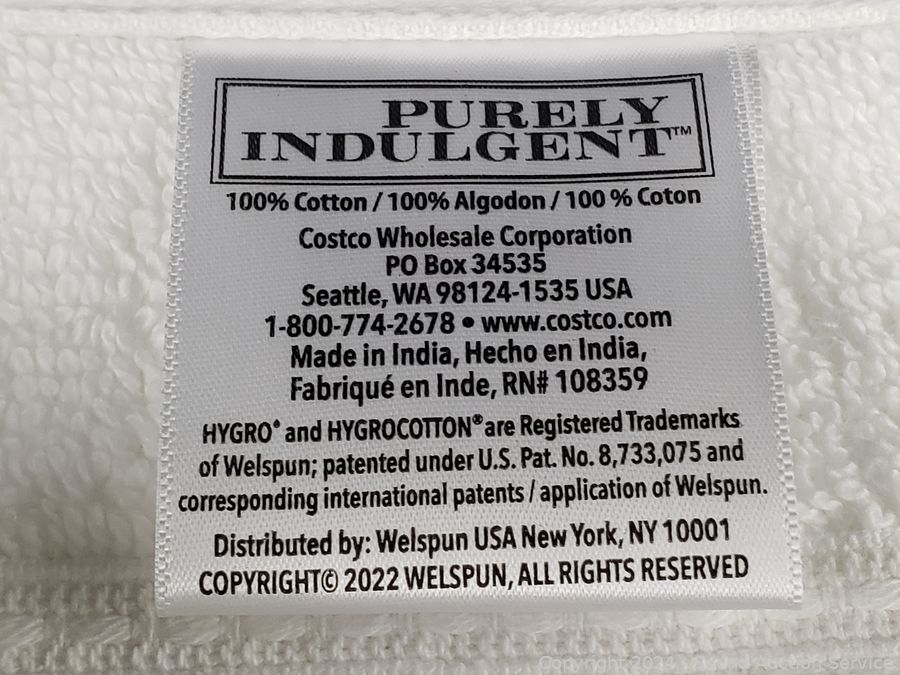 PURELY
INDULGENT™
100% Cotton / 100% Algodon / 100 % Coton
Costco Wholesale Corporation
PO Box 34535
Seattle, WA 98124-1535 USA
1-800-774-2678 • www.costco.com
Made in India, Hecho en India,
Fabriqué en Inde, RN# 108359
HYGRO® and HYGROCOTTON® are Registered Trademarks
of Welspun; patented under U.S. Pat. No. 8,733,075 and
corresponding international patents / application of Welspun.
Distributed by: Welspun USA New York, NY 10001
COPYRIGHT© 2022 WELSPUN, ALL RIGHTS RESERVED
Auction Service